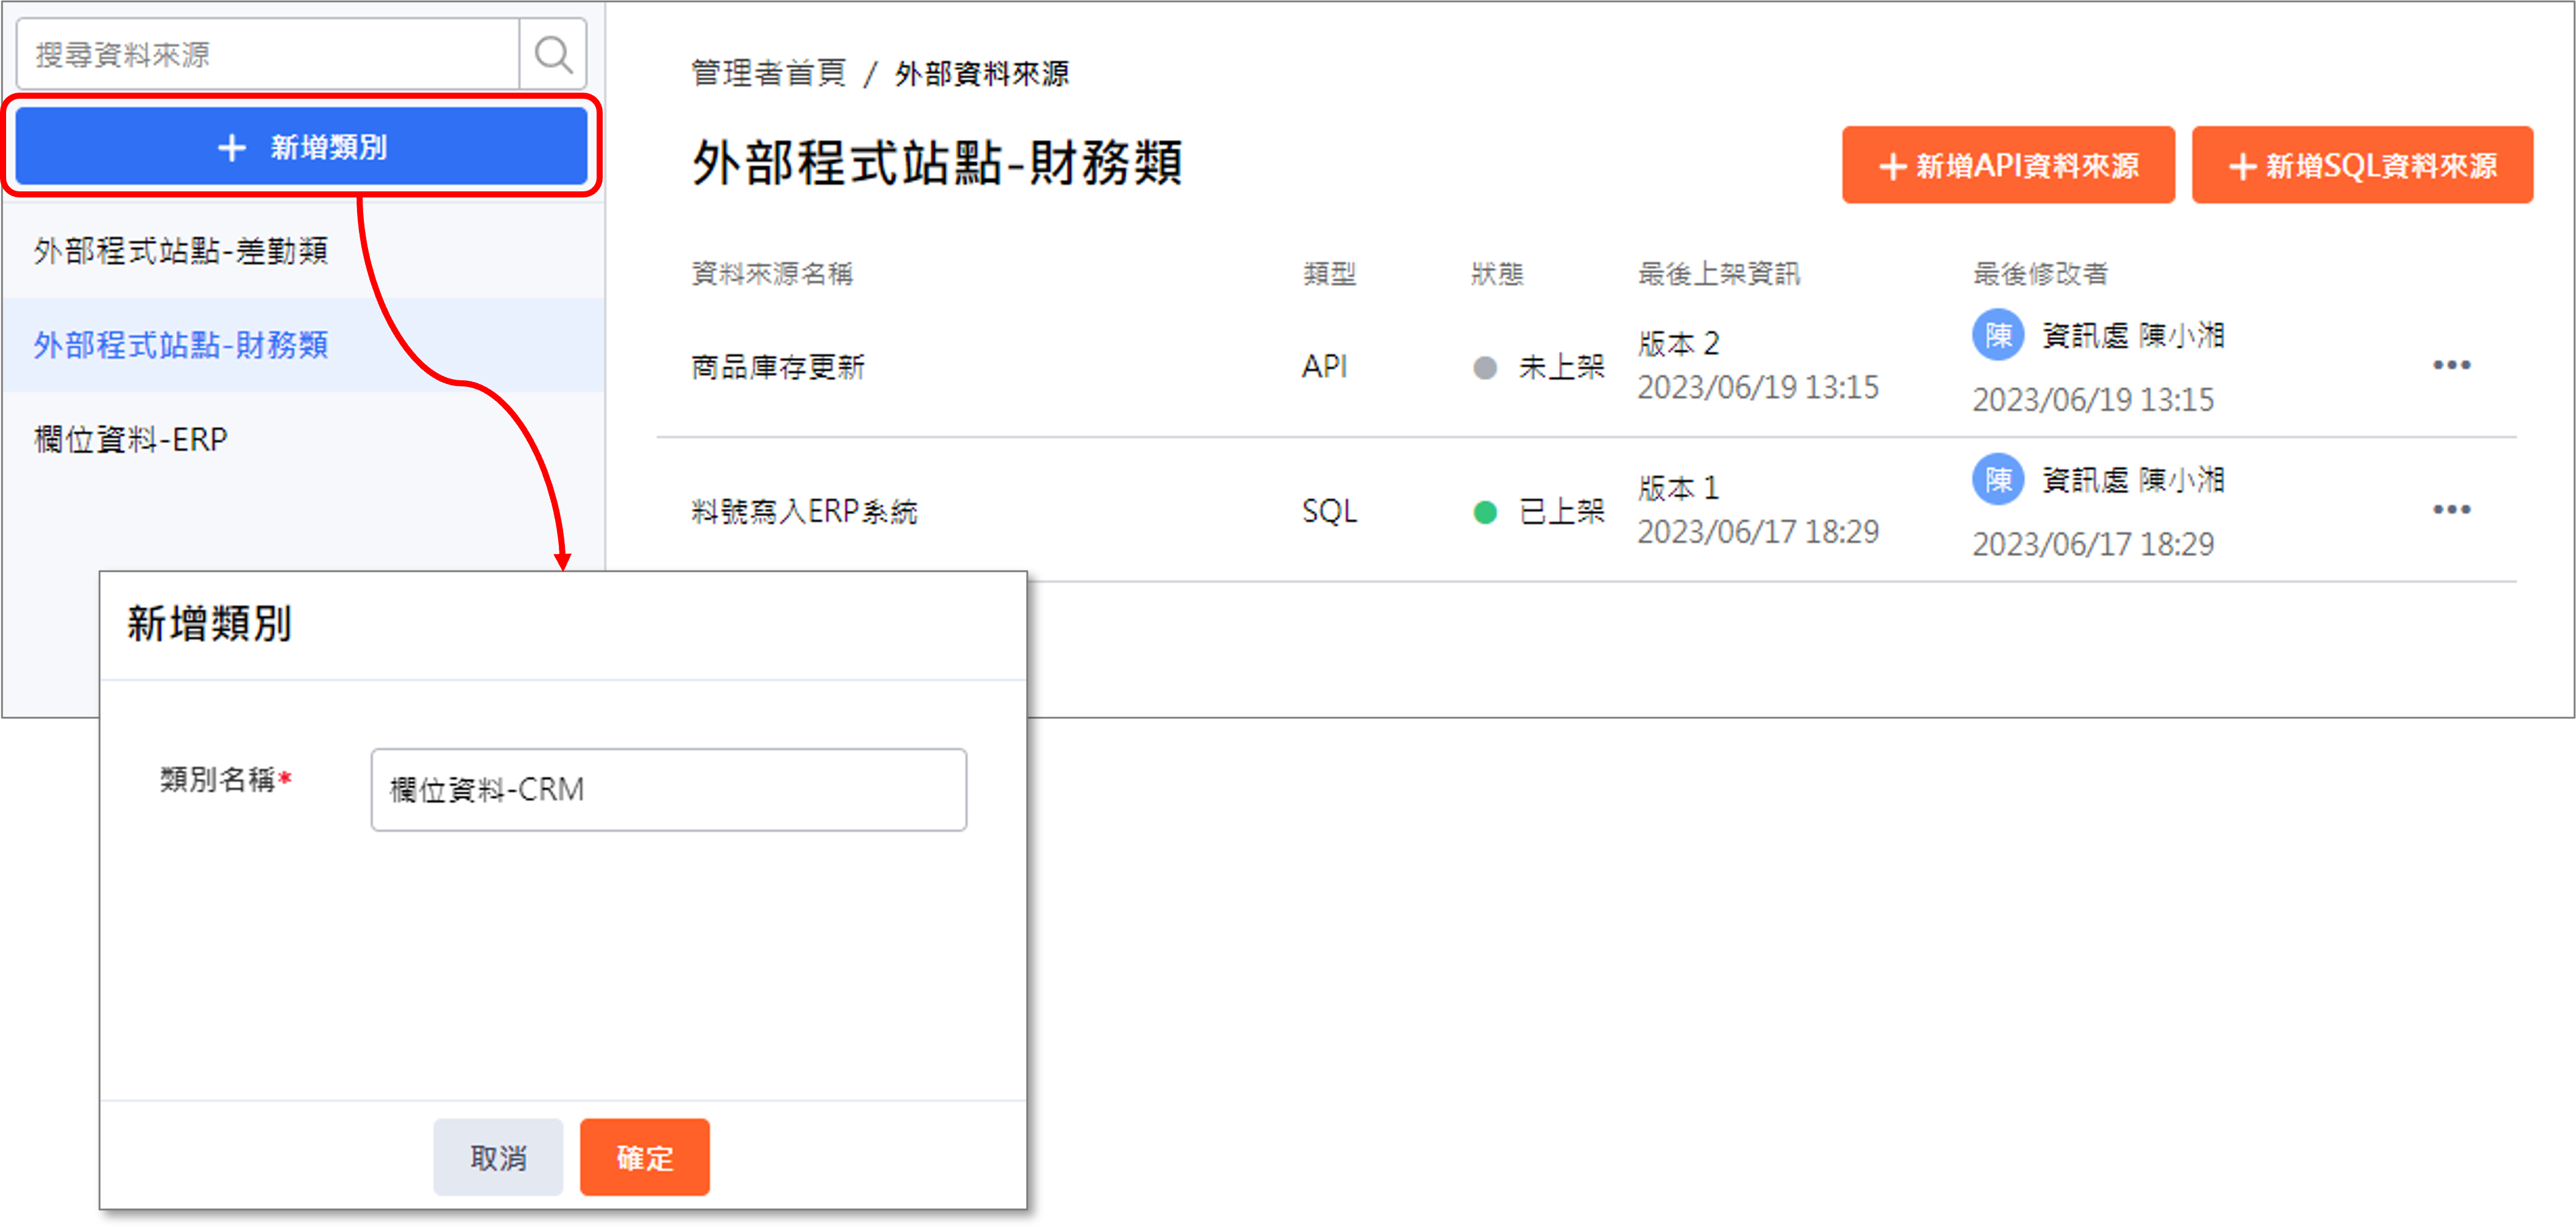 搜尋資料來源
+ 新增類別
外部程式站點-差勤類
外部程式站點-財務類
欄位資料-ERP
管理者首頁 / 外部資料來源
外部程式站點-財務類
+新增API資料來源 +新增SQL資料來源
資料來源名稱 類型 狀態 最後上架資訊 最後修改者
商品庫存更新 API 未上架 版本 2 陳 資訊處 陳小湘 •••
2023/06/19 13:15 2023/06/19 13:15
料號寫入ERP系統 SQL 已上架 版本 1 陳 資訊處 陳小湘 •••
2023/06/17 18:29 2023/06/17 18:29
新增類別
類別名稱* 欄位資料-CRM
取消 確定